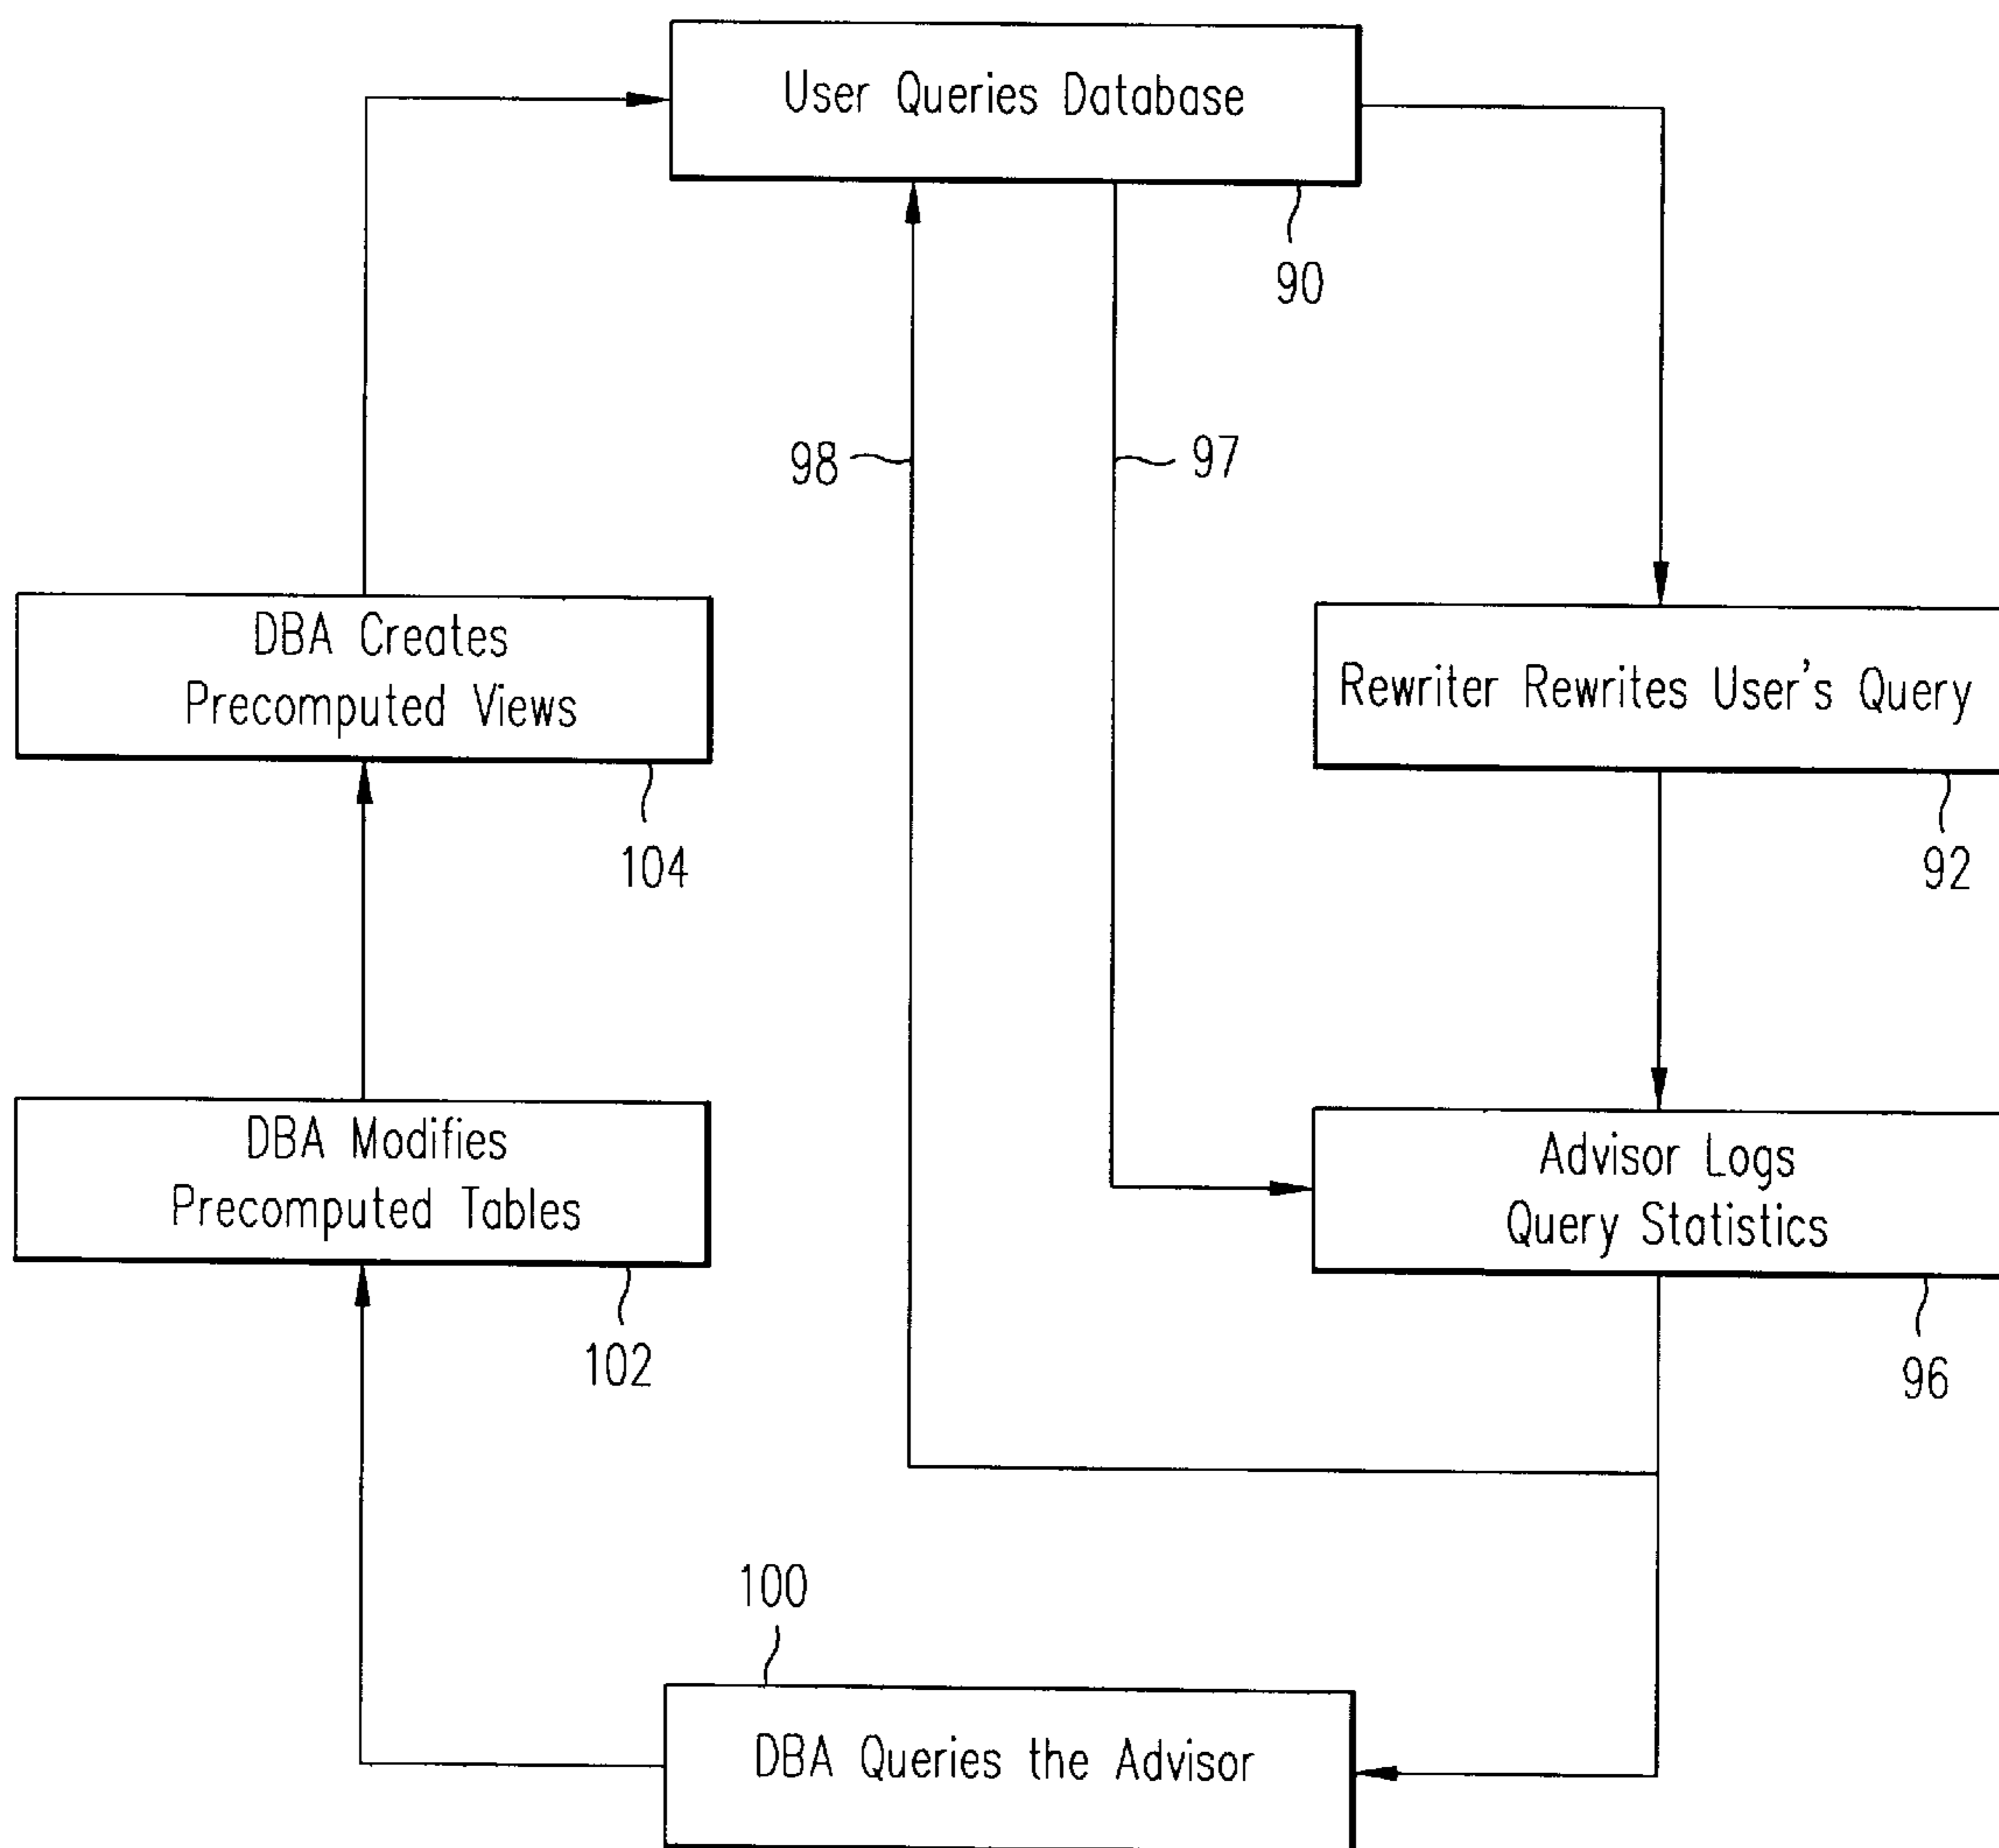 User Queries Database
90
98
97
DBA Creates
Precomputed Views
104
Rewriter Rewrites User's Query
92
DBA Modifies
Precomputed Tables
102
Advisor Logs
Query Statistics
96
100
DBA Queries the Advisor